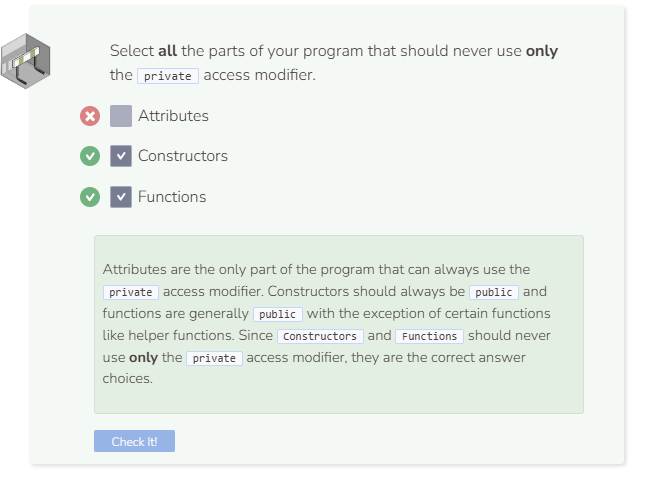 Select all the parts of your program that should never use only
the private access modifier.
Attributes
Constructors
Functions
Attributes are the only part of the program that can always use the
private access modifier. Constructors should always be public and
functions are generally public with the exception of certain functions
like helper functions. Since Constructors and Functions should never
use only the private access modifier, they are the correct answer
choices.
Check It!